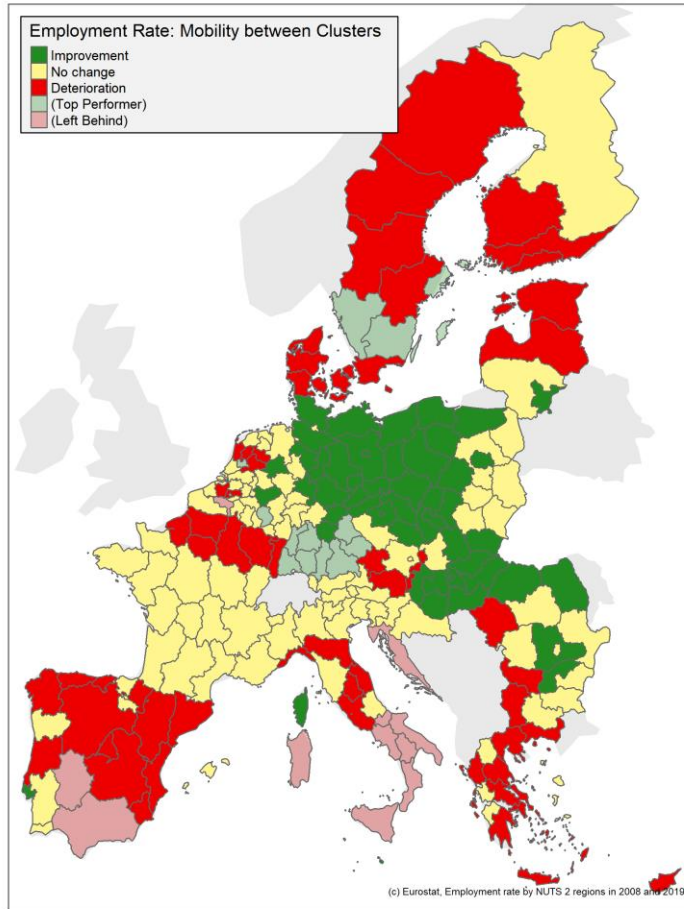 Employment Rate: Mobility between Clusters
Improvement
No change
Deterioration
(Top Performer)
(Left Behind)
(c) Eurostat, Employment rate by NUTS 2 regions in 2008 and 2019